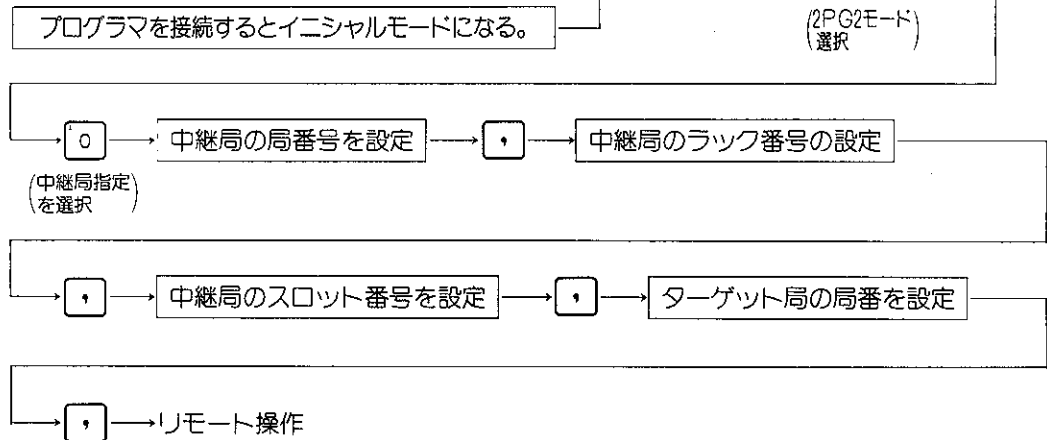 プログラマを接続するとイニシャルモードになる。
(2PG2モード
選択)
0
中継局の局番号を設定
,
中継局のラック番号の設定
(中継局指定
を選択)
,
中継局のスロット番号を設定
,
ターゲット局の局番を設定
,
リモート操作